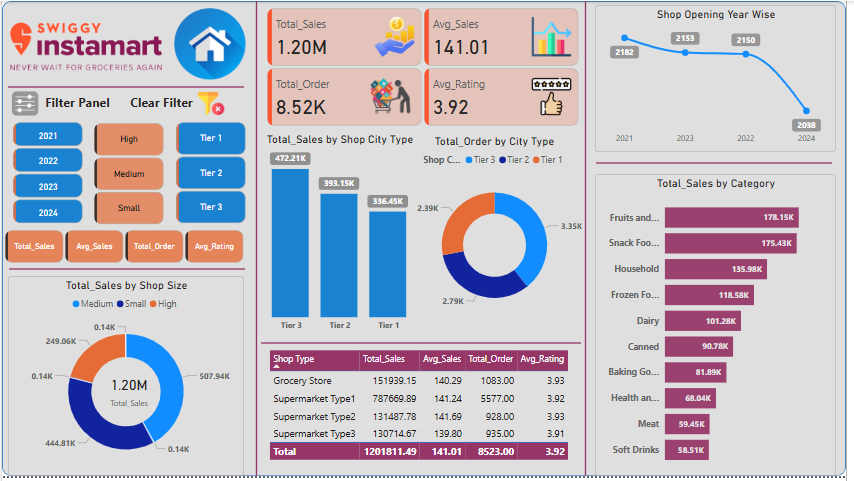 SWIGGY
instamart
NEVER WAIT FOR GROCERIES AGAIN
Filter Panel Clear Filter
2021
2022
2023
2024
High
Medium
Small
Tier 1
Tier 2
Tier 3
Total_Sales Avg_Sales Total_Order Avg_Rating
Total_Sales by Shop Size
Medium Small High
0.14K
249.06K
0.14K
507.94K
444.81K
0.14K
1.20M
Total_Sales
Total_Sales
1.20M
Avg_Sales
141.01
Total_Order
8.52K
Avg_Rating
3.92
Total_Sales by Shop City Type
472.21K
393.15K
336.45K
Tier 3 Tier 2 Tier 1
Total_Order by City Type
Shop C... Tier 3 Tier 2 Tier 1
2.39K
3.35K
2.79K
Shop Type Total_Sales Avg_Sales Total_Order Avg_Rating
Grocery Store 151939.15 140.29 1083.00 3.93
Supermarket Type1 787669.89 141.24 5577.00 3.92
Supermarket Type2 131487.78 141.69 928.00 3.93
Supermarket Type3 130714.67 139.80 935.00 3.91
Total 1201811.49 141.01 8523.00 3.92
Shop Opening Year Wise
2182
2153
2150
2038
2021 2023 2022 2024
Total_Sales by Category
Fruits and... 178.15K
Snack Foo... 175.43K
Household 135.98K
Frozen Fo... 118.58K
Dairy 101.28K
Canned 90.78K
Baking Go... 81.89K
Health an... 68.04K
Meat 59.45K
Soft Drinks 58.51K